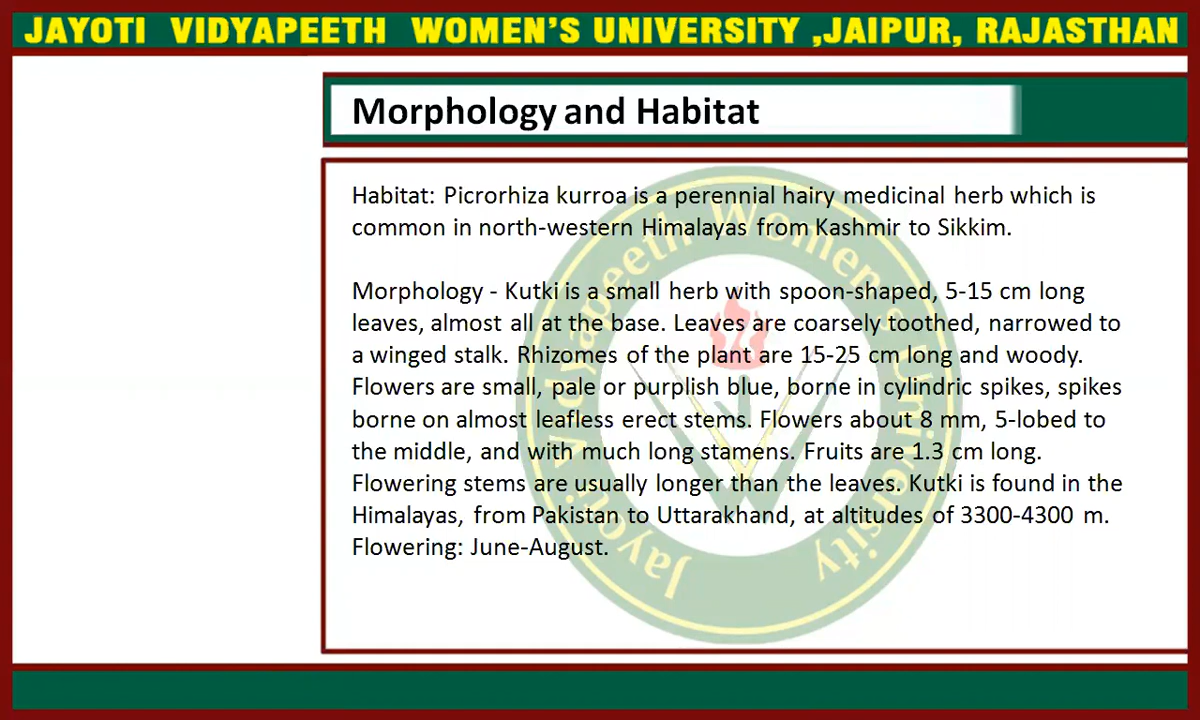 JAYOTI VIDYAPEETH WOMEN'S UNIVERSITY ,JAIPUR, RAJASTHAN
Morphology and Habitat
Habitat: Picrorhiza kurroa is a perennial hairy medicinal herb which is
common in north-western Himalayas from Kashmir to Sikkim.
Morphology - Kutki is a small herb with spoon-shaped, 5-15 cm long
leaves, almost all at the base. Leaves are coarsely toothed, narrowed to
a winged stalk. Rhizomes of the plant are 15-25 cm long and woody.
Flowers are small, pale or purplish blue, borne in cylindric spikes, spikes
borne on almost leafless erect stems. Flowers about 8 mm, 5-lobed to
the middle, and with much long stamens. Fruits are 1.3 cm long.
Flowering stems are usually longer than the leaves. Kutki is found in the
Himalayas, from Pakistan to Uttarakhand, at altitudes of 3300-4300 m.
Flowering: June-August.
Jayoti Vidyapeeth Women's University